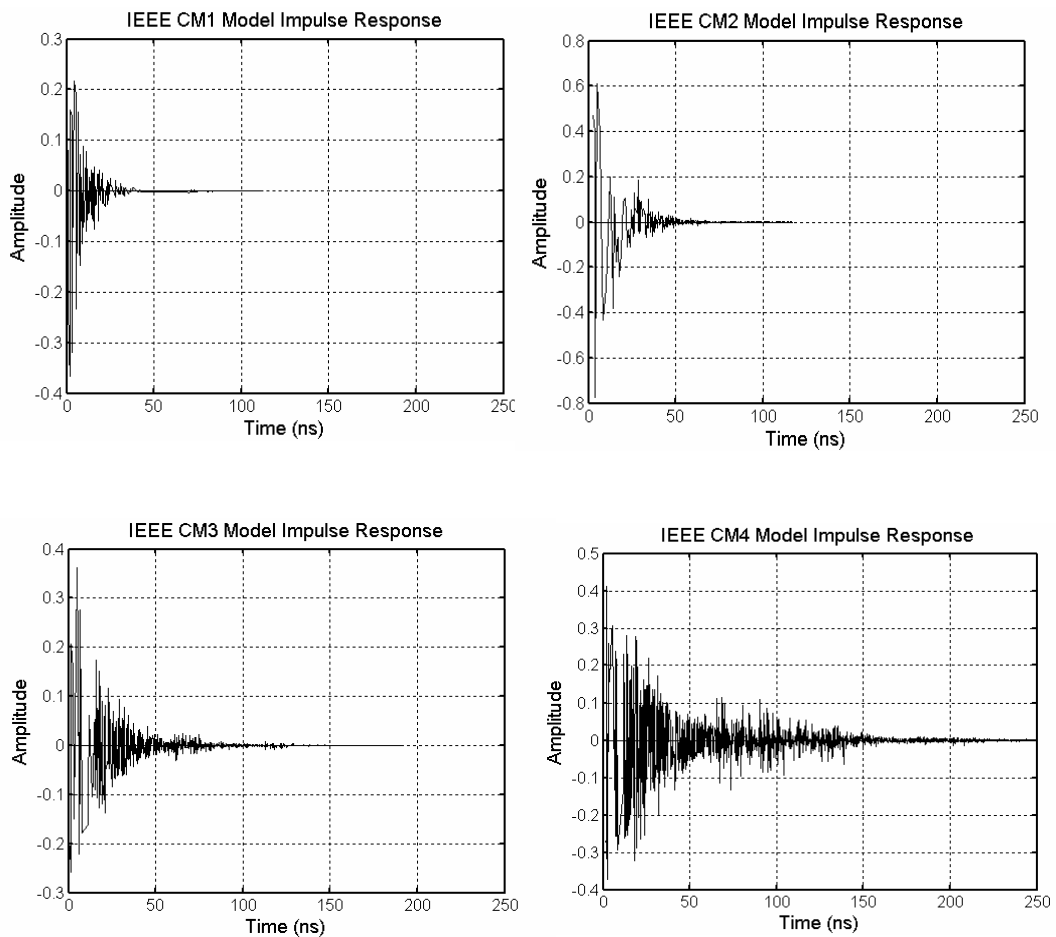 IEEE CM1 Model Impulse Response
0.3
0.2
0.1
0
-0.1
-0.2
-0.3
-0.4
Amplitude
0 50 100 150 200 250
Time (ns)
IEEE CM2 Model Impulse Response
0.8
0.6
0.4
0.2
0
-0.2
-0.4
-0.6
-0.8
Amplitude
0 50 100 150 200 250
Time (ns)
IEEE CM3 Model Impulse Response
0.4
0.3
0.2
0.1
0
-0.1
-0.2
-0.3
Amplitude
0 50 100 150 200 250
Time (ns)
IEEE CM4 Model Impulse Response
0.5
0.4
0.3
0.2
0.1
0
-0.1
-0.2
-0.3
-0.4
Amplitude
0 50 100 150 200 250
Time (ns)